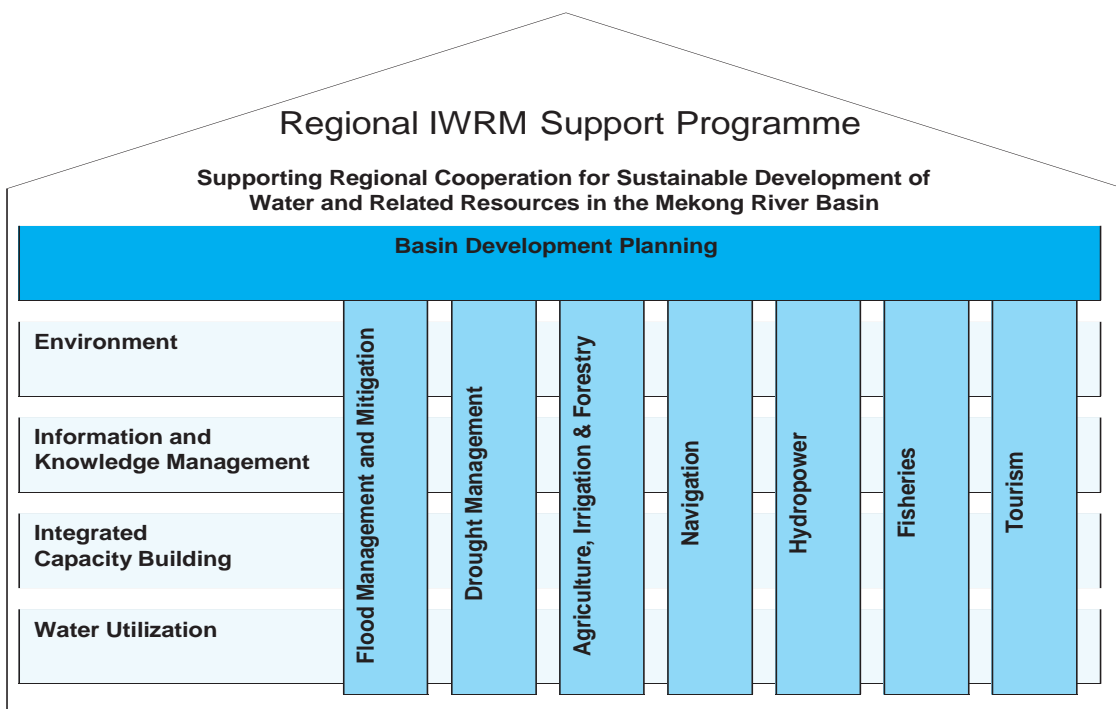 Regional IWRM Support Programme
Supporting Regional Cooperation for Sustainable Development of
Water and Related Resources in the Mekong River Basin
Basin Development Planning
Environment
Information and
Knowledge Management
Integrated
Capacity Building
Water Utilization
Flood Management and Mitigation
Drought Management
Agriculture, Irrigation & Forestry
Navigation
Hydropower
Fisheries
Tourism